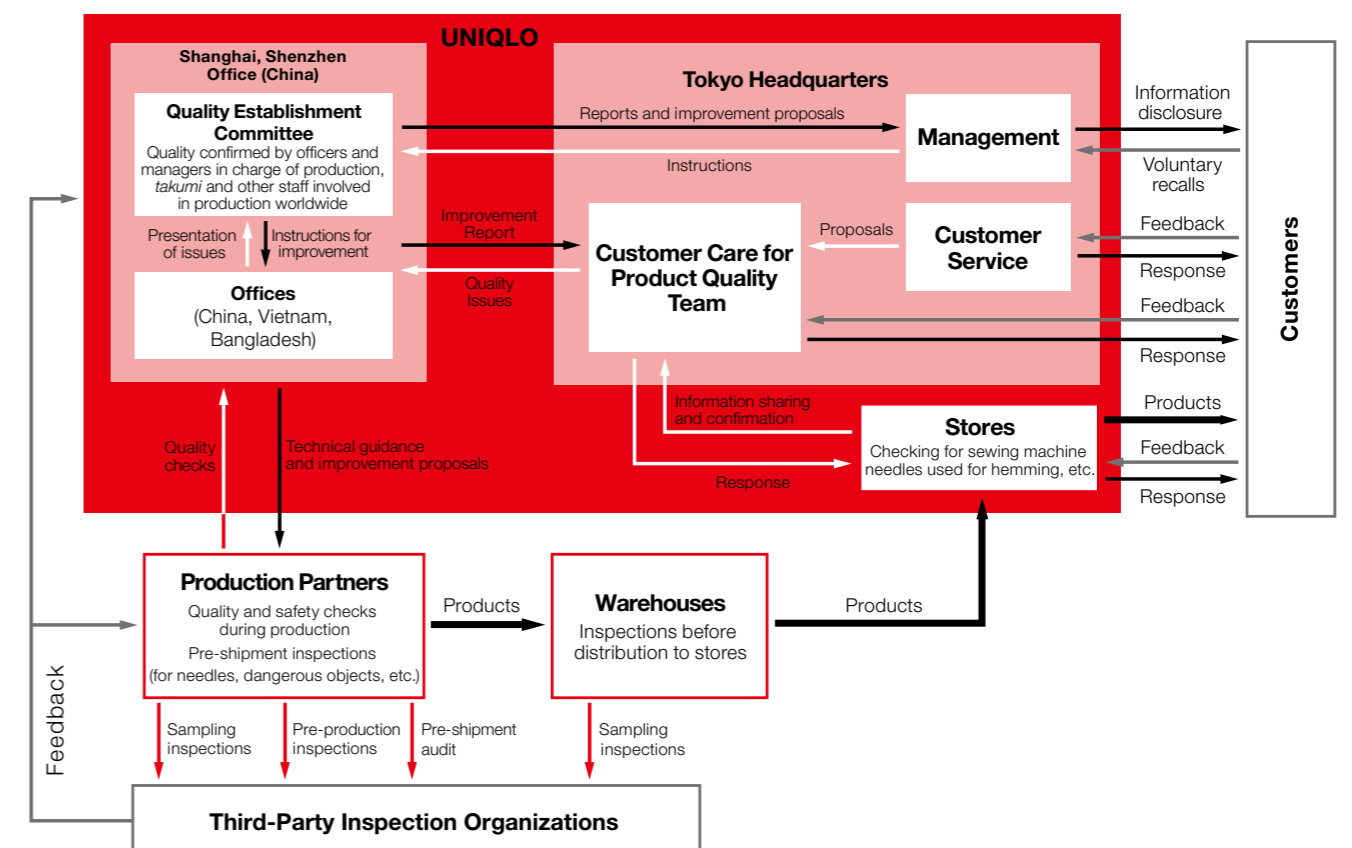 UNIQLO
Shanghai, Shenzhen
Office (China)
Quality Establishment
Committee
Quality confirmed by officers and
managers in charge of production,
takumi and other staff involved
in production worldwide
Presentation
of issues
Instructions for
improvement
Offices
(China, Vietnam,
Bangladesh)
Tokyo Headquarters
Reports and improvement proposals
Instructions
Management
Improvement
Report
Quality
Issues
Customer Care for
Product Quality
Team
Proposals
Customer
Service
Information sharing
and confirmation
Response
Stores
Checking for sewing machine
needles used for hemming, etc.
Information
disclosure
Voluntary
recalls
Feedback
Response
Feedback
Response
Products
Feedback
Response
Customers
Quality
checks
Technical guidance
and improvement proposals
Production Partners
Quality and safety checks
during production
Pre-shipment inspections
(for needles, dangerous objects, etc.)
Products
Warehouses
Inspections before
distribution to stores
Products
Feedback
Sampling
inspections
Pre-production
inspections
Pre-shipment
audit
Sampling
inspections
Third-Party Inspection Organizations